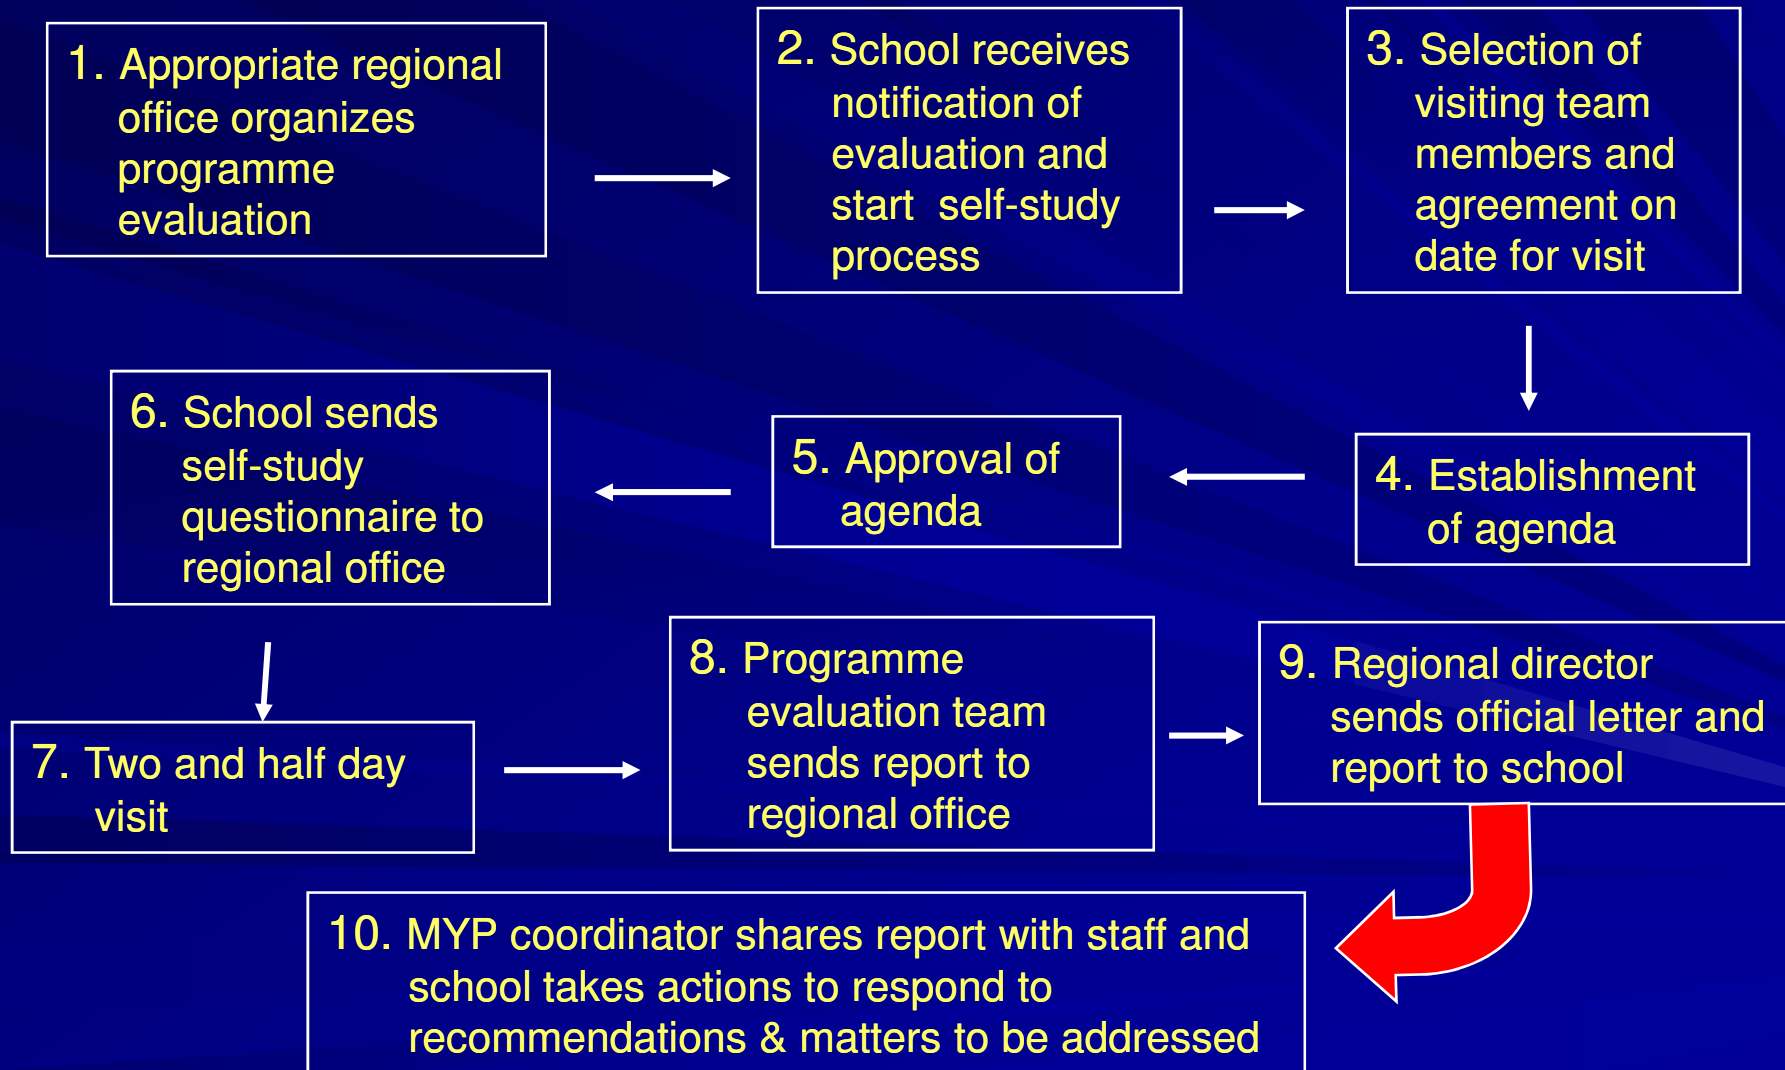 1. Appropriate regional
office organizes
programme
evaluation
2. School receives
notification of
evaluation and
start self-study
process
3. Selection of
visiting team
members and
agreement on
date for visit
4. Establishment
of agenda
5. Approval of
agenda
6. School sends
self-study
questionnaire to
regional office
7. Two and half day
visit
8. Programme
evaluation team
sends report to
regional office
9. Regional director
sends official letter and
report to school
10. MYP coordinator shares report with staff and
school takes actions to respond to
recommendations & matters to be addressed